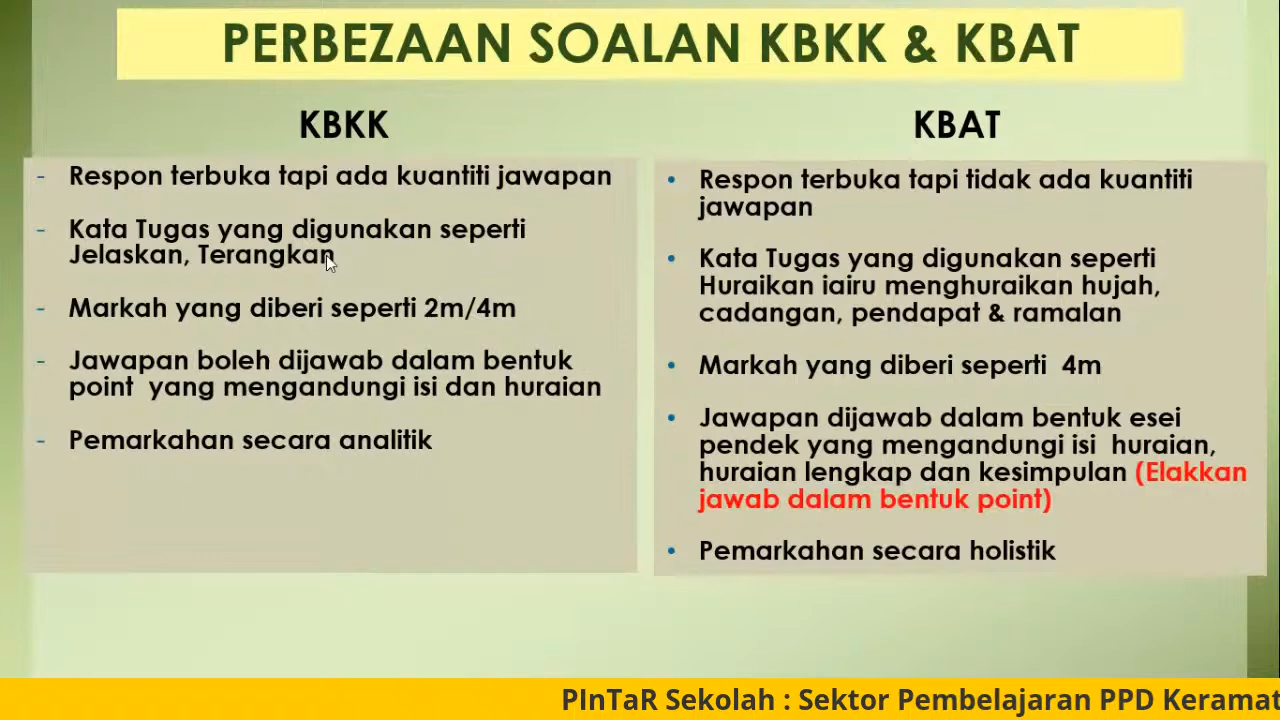 PERBEZAAN SOALAN KBKK & KBAT
KBKK
- Respon terbuka tapi ada kuantiti jawapan
- Kata Tugas yang digunakan seperti
Jelaskan, Terangkan
- Markah yang diberi seperti 2m/4m
- Jawapan boleh dijawab dalam bentuk
point yang mengandungi isi dan huraian
- Pemarkahan secara analitik
KBAT
• Respon terbuka tapi tidak ada kuantiti
jawapan
• Kata Tugas yang digunakan seperti
Huraikan iairu menghuraikan hujah,
cadangan, pendapat & ramalan
• Markah yang diberi seperti 4m
• Jawapan dijawab dalam bentuk esei
pendek yang mengandungi isi huraian,
huraian lengkap dan kesimpulan (Elakkan
jawab dalam bentuk point)
• Pemarkahan secara holistik
PInTaR Sekolah : Sektor Pembelajaran PPD Keramat